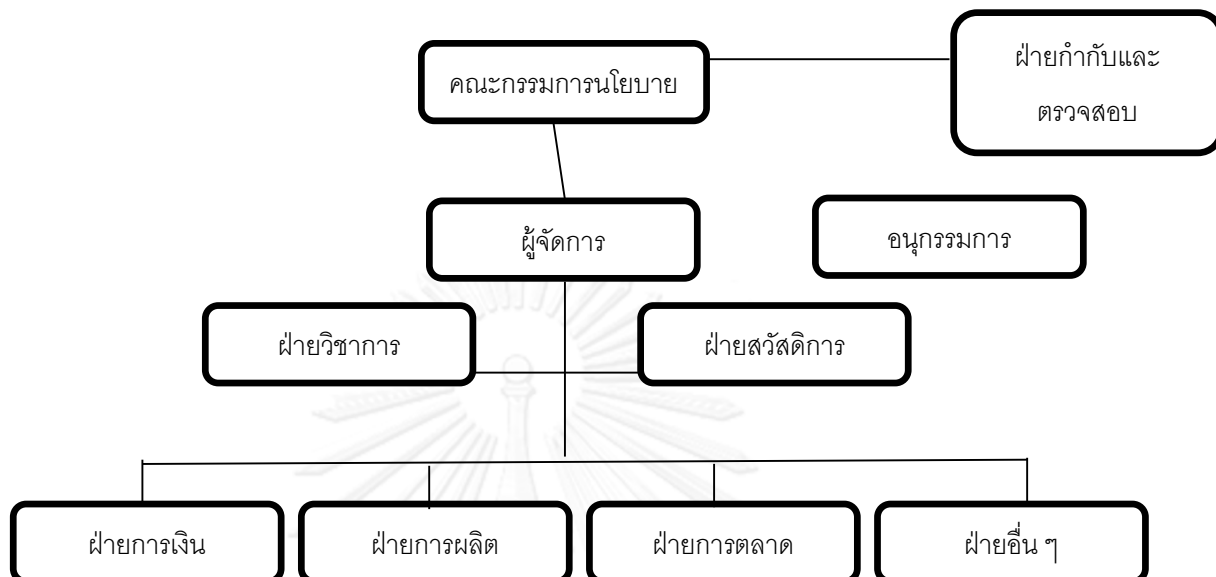 คณะกรรมการนโยบาย
ฝ่ายกำกับและ
ตรวจสอบ
ผู้จัดการ
อนุกรรมการ
ฝ่ายวิชาการ
ฝ่ายสวัสดิการ
ฝ่ายการเงิน
ฝ่ายการผลิต
ฝ่ายการตลาด
ฝ่ายอื่น ๆ